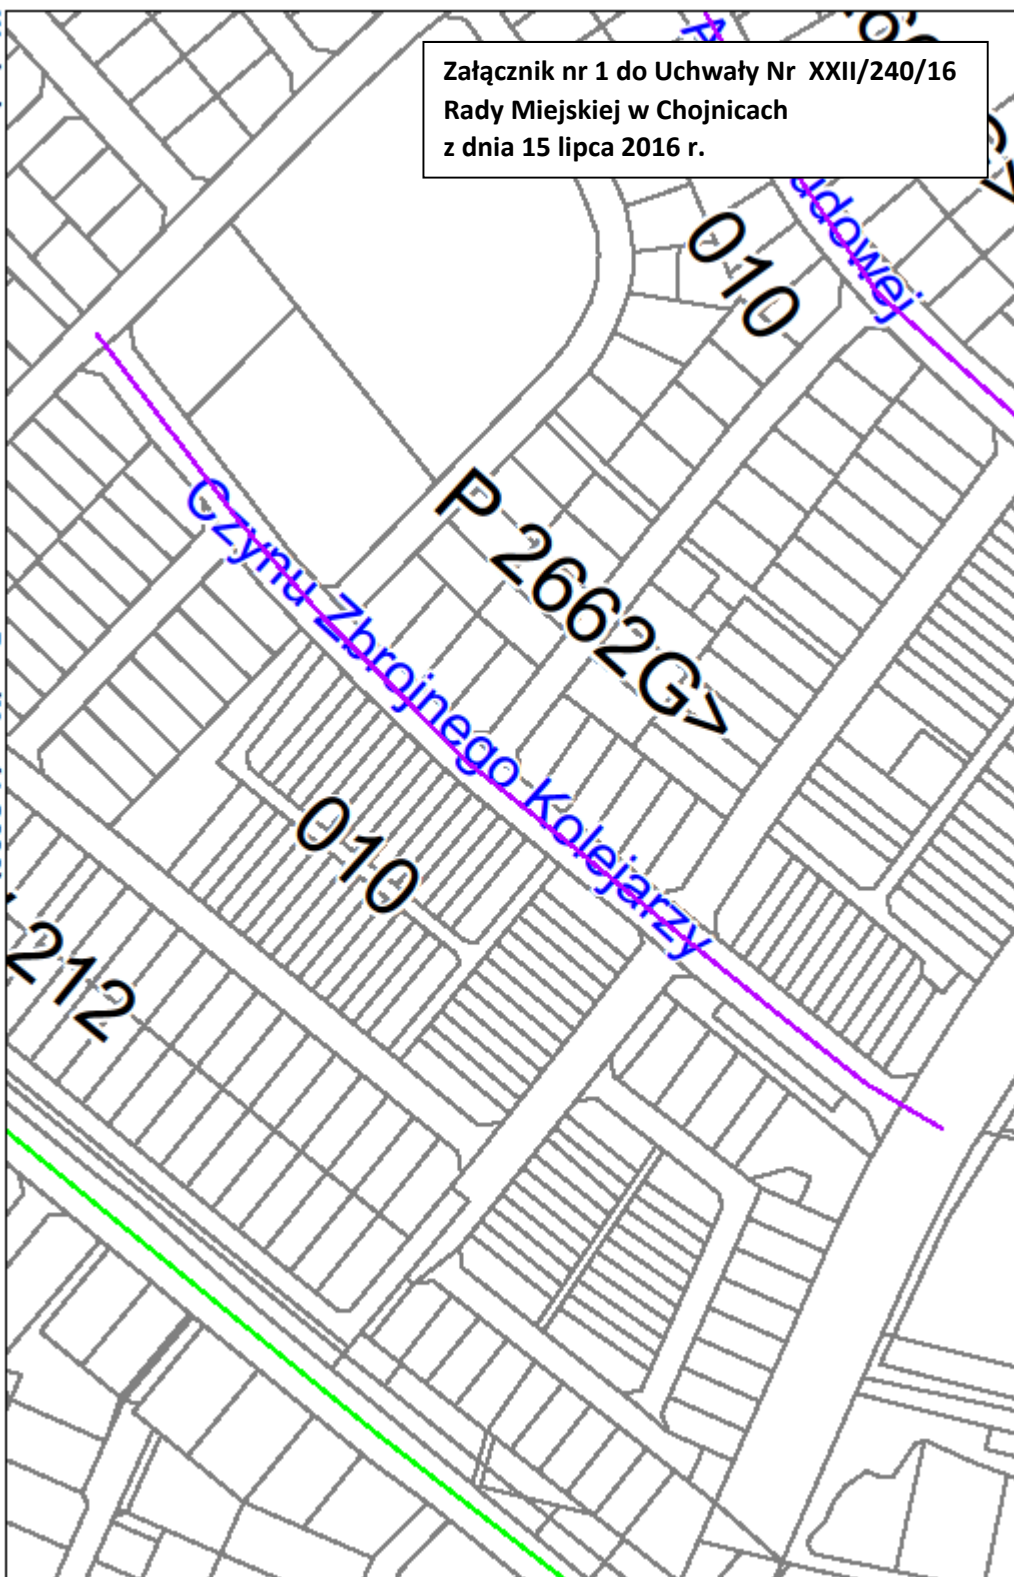 Załącznik nr 1 do Uchwały Nr XXII/240/16
Rady Miejskiej w Chojnicach
z dnia 15 lipca 2016 r.
010
P 2662G>
Czynu Zbrojnego Kolejarzy
010
212